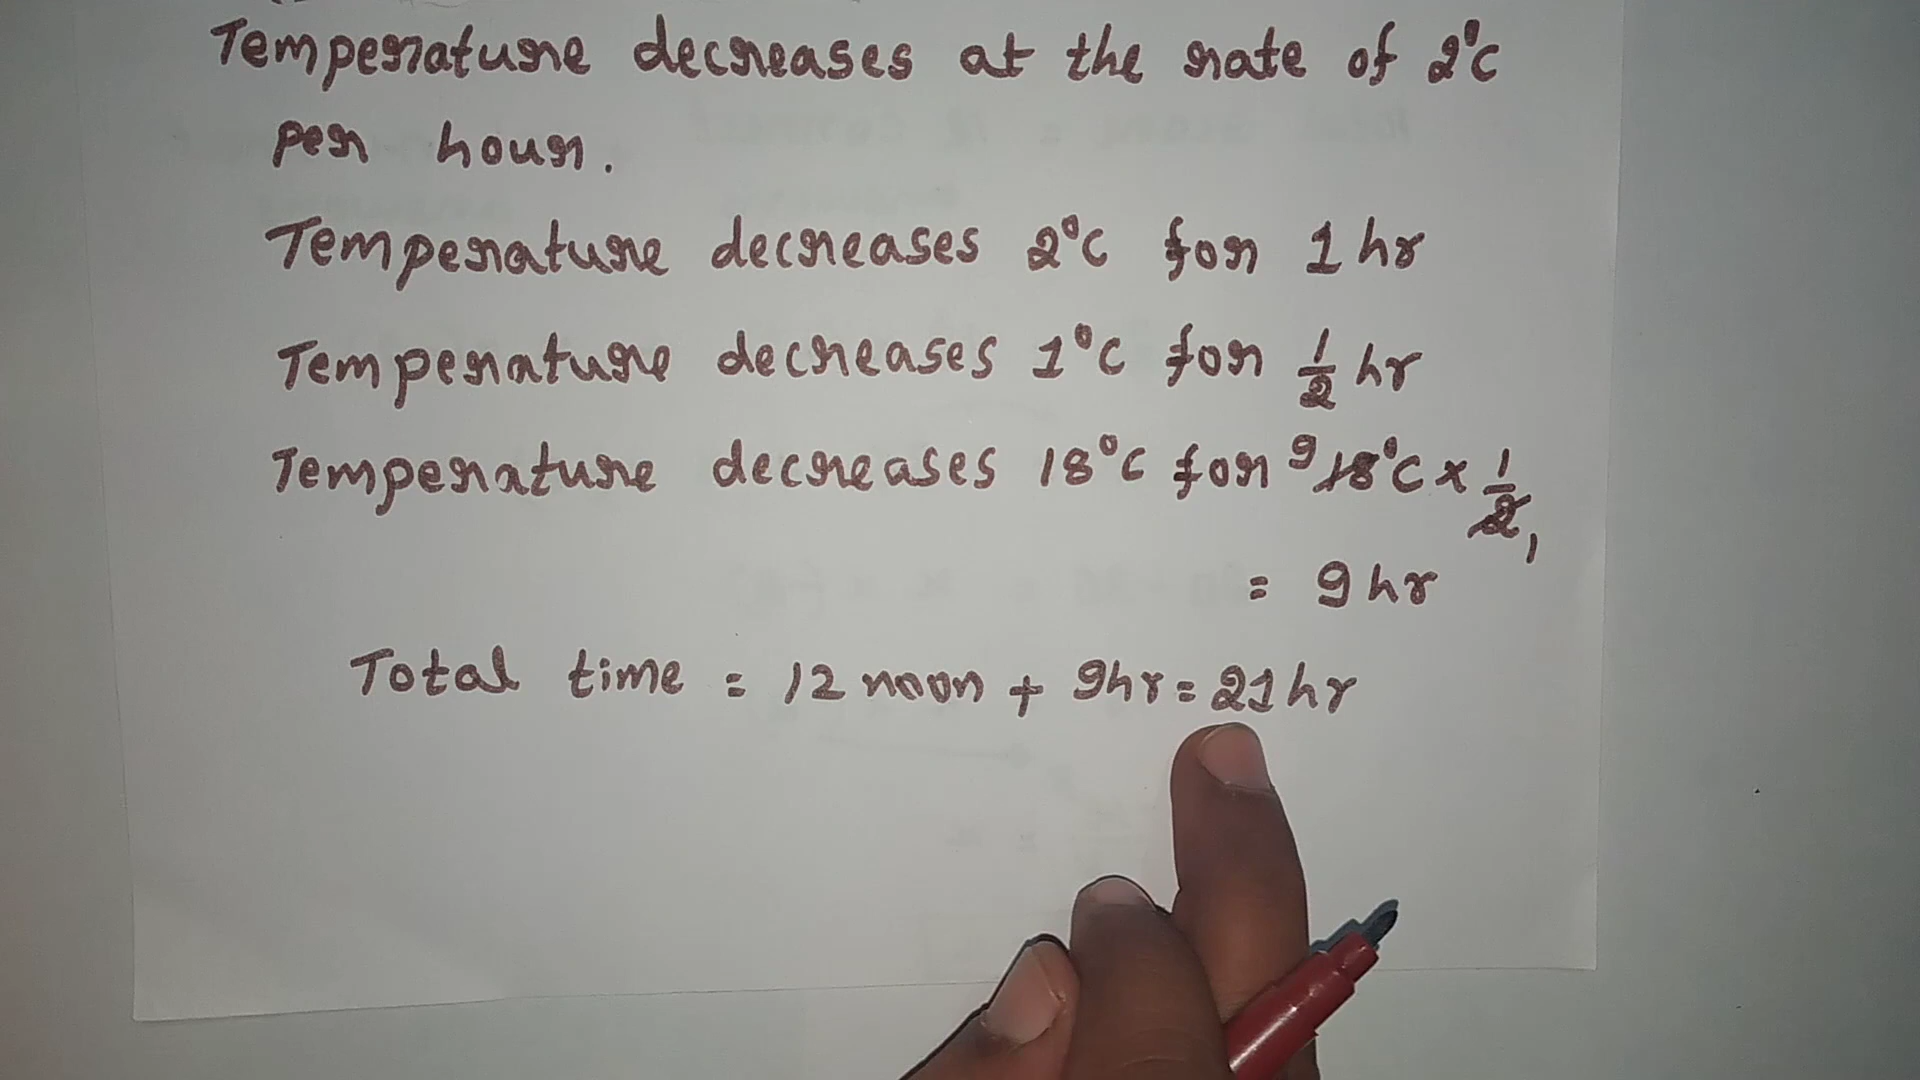 Temperature decreases at the rate of 2°C
per hour.
Temperature decreases 2°C for 1 hr
Temperature decreases 1°C for 1/2 hr
Temperature decreases 18°C for 9 18°C x 1/2 1
= 9 hr
Total time = 12 noon + 9hr = 21 hr